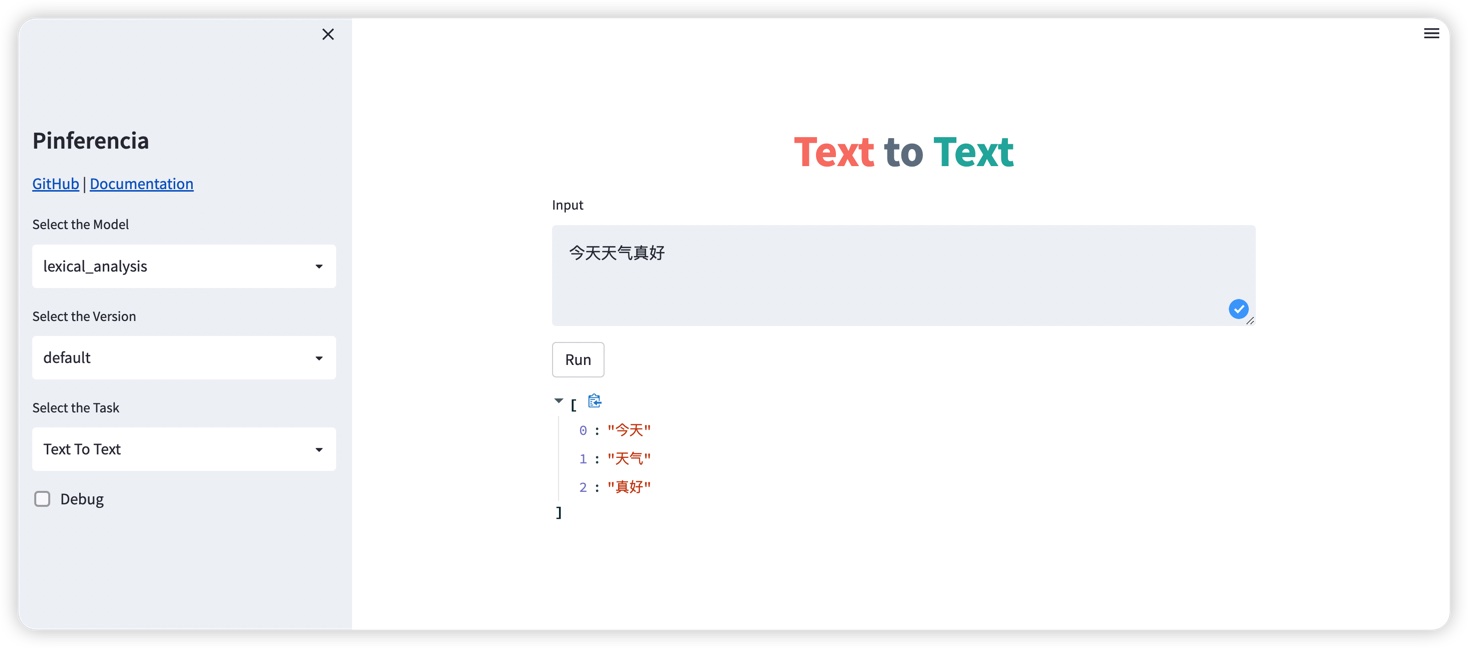 Pinferencia
GitHub | Documentation
Select the Model
lexical_analysis
Select the Version
default
Select the Task
Text To Text
Debug
Text to Text
Input
今天天气真好
Run
[
0 : "今天"
1 : "天气"
2 : "真好"
]